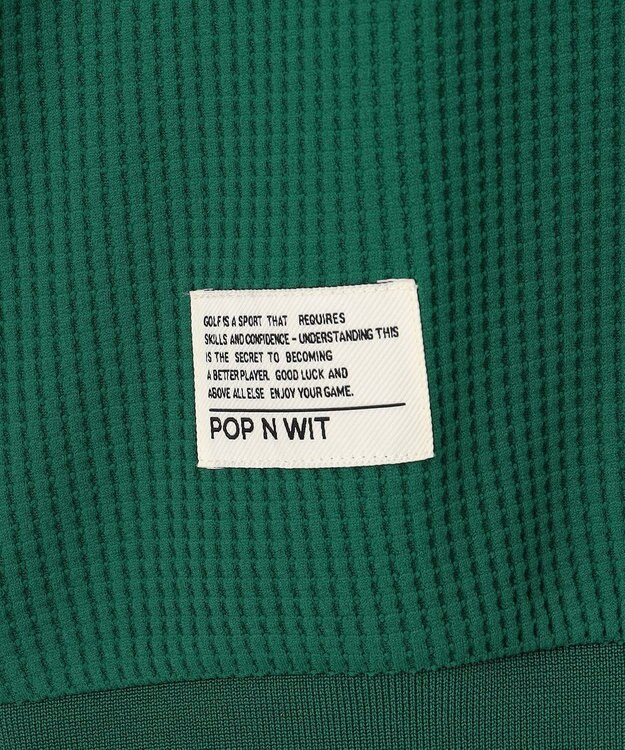 GOLF IS A SPORT THAT REQUIRES
SKILLS AND CONFIDENCE - UNDERSTANDING THIS
IS THE SECRET TO BECOMING
A BETTER PLAYER. GOOD LUCK AND
ABOVE ALL ELSE ENJOY YOUR GAME.
POP N WIT